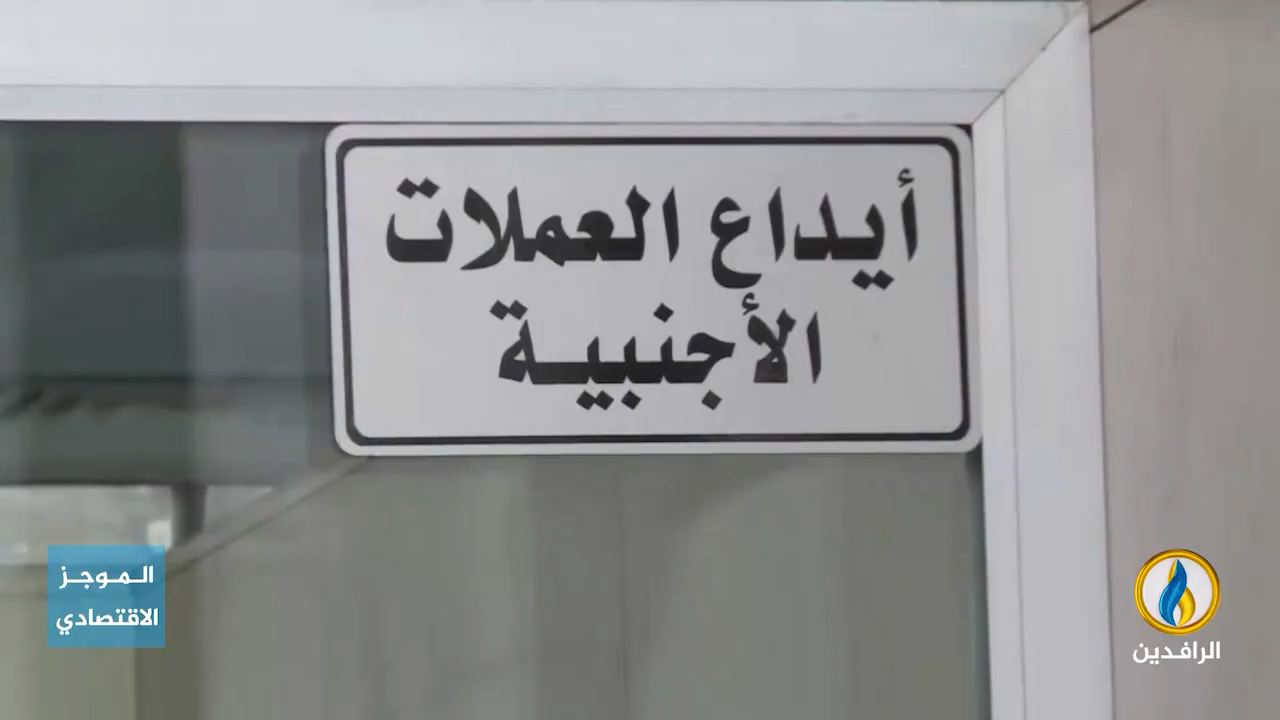 أيداع العملات
الأجنبية
الموجز
الاقتصادي
الرافدين